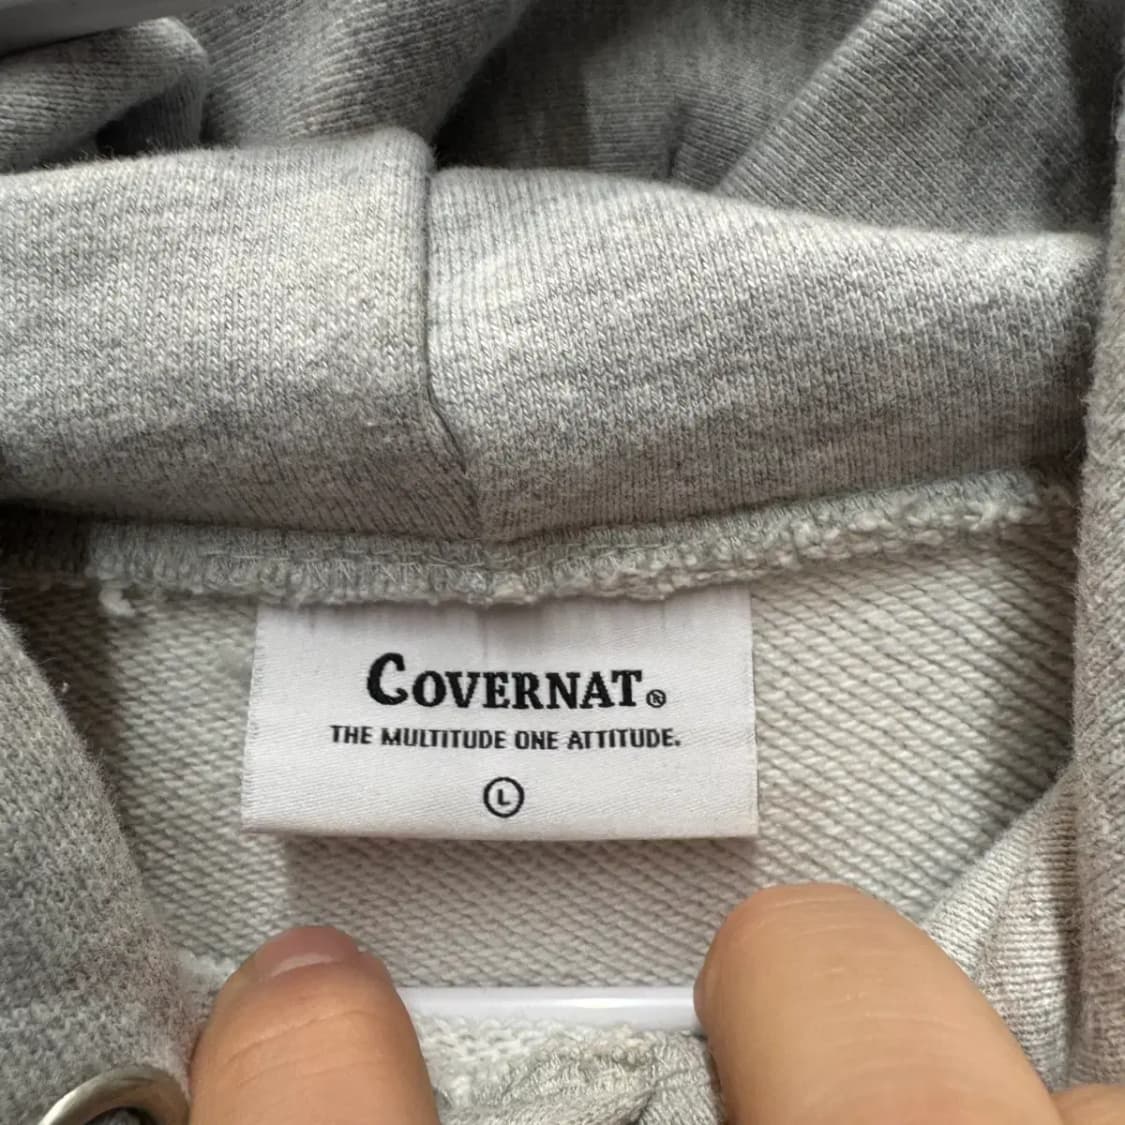 COVERNAT®
THE MULTITUDE ONE ATTITUDE.
L